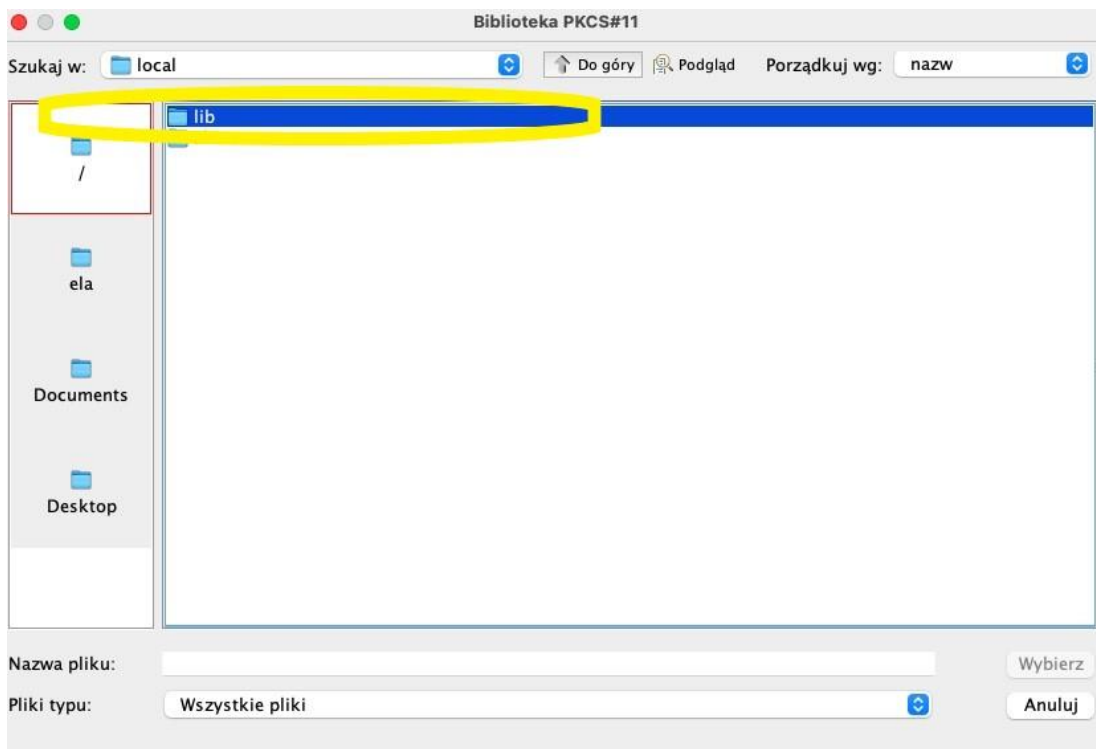 Biblioteka PKCS#11
Szukaj w: local Do góry Podgląd Porządkuj wg: nazw
lib
/
ela
Documents
Desktop
Nazwa pliku: Wybierz
Pliki typu: Wszystkie pliki Anuluj